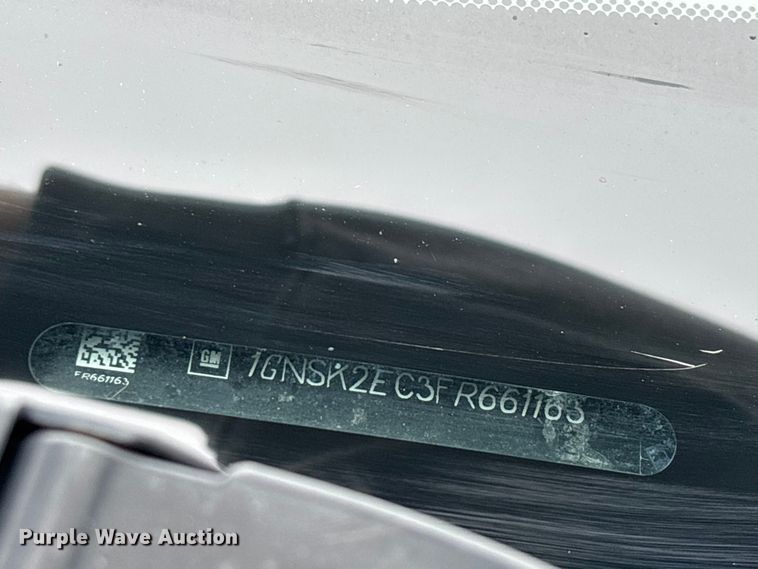 FR661163
GM
1GNSK2EC3FR661163
Purple Wave Auction